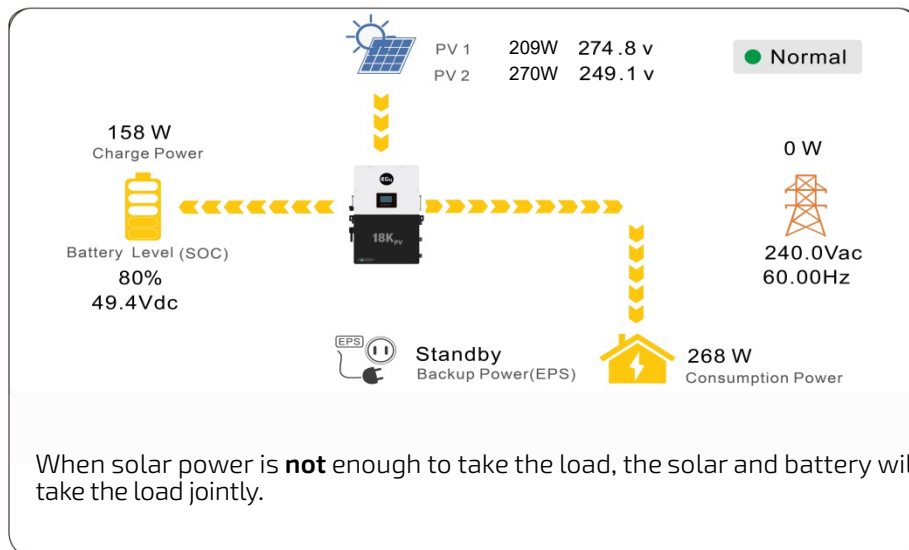 PV 1 209W 274.8 v
PV 2 270W 249.1 v
Normal
158 W
Charge Power
0 W
18KPV
Battery Level (SOC)
80%
49.4Vdc
240.0Vac
60.00Hz
EPS
Standby
Backup Power(EPS)
268 W
Consumption Power
When solar power is not enough to take the load, the solar and battery wil
take the load jointly.